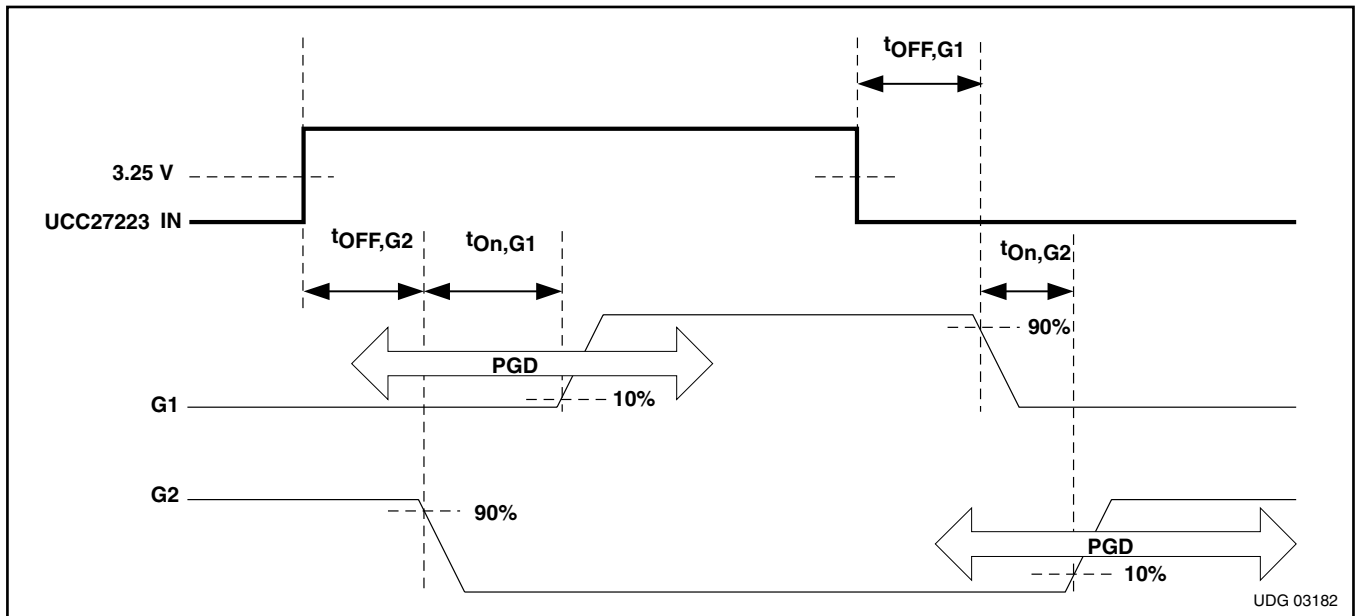 tOFF,G1
3.25 V
UCC27223 IN
tOFF,G2
tOn,G1
tOn,G2
90%
PGD
10%
G1
G2
90%
PGD
10%
UDG 03182